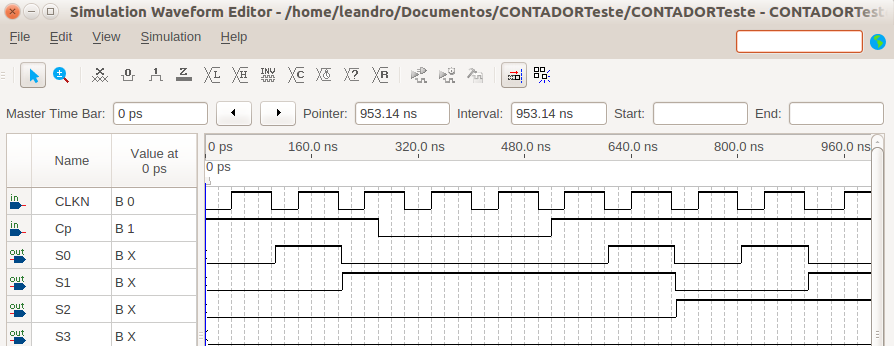 Simulation Waveform Editor - /home/leandro/Documentos/CONTADORTeste/CONTADORTeste - CONTADORTest
File Edit View Simulation Help
Master Time Bar: 0 ps Pointer: 953.14 ns Interval: 953.14 ns Start: End:
Name Value at 0 ps 0 ps 160.0 ns 320.0 ns 480.0 ns 640.0 ns 800.0 ns 960.0 ns
0 ps
in CLKN B 0
in Cp B 1
out S0 B X
out S1 B X
out S2 B X
out S3 B X